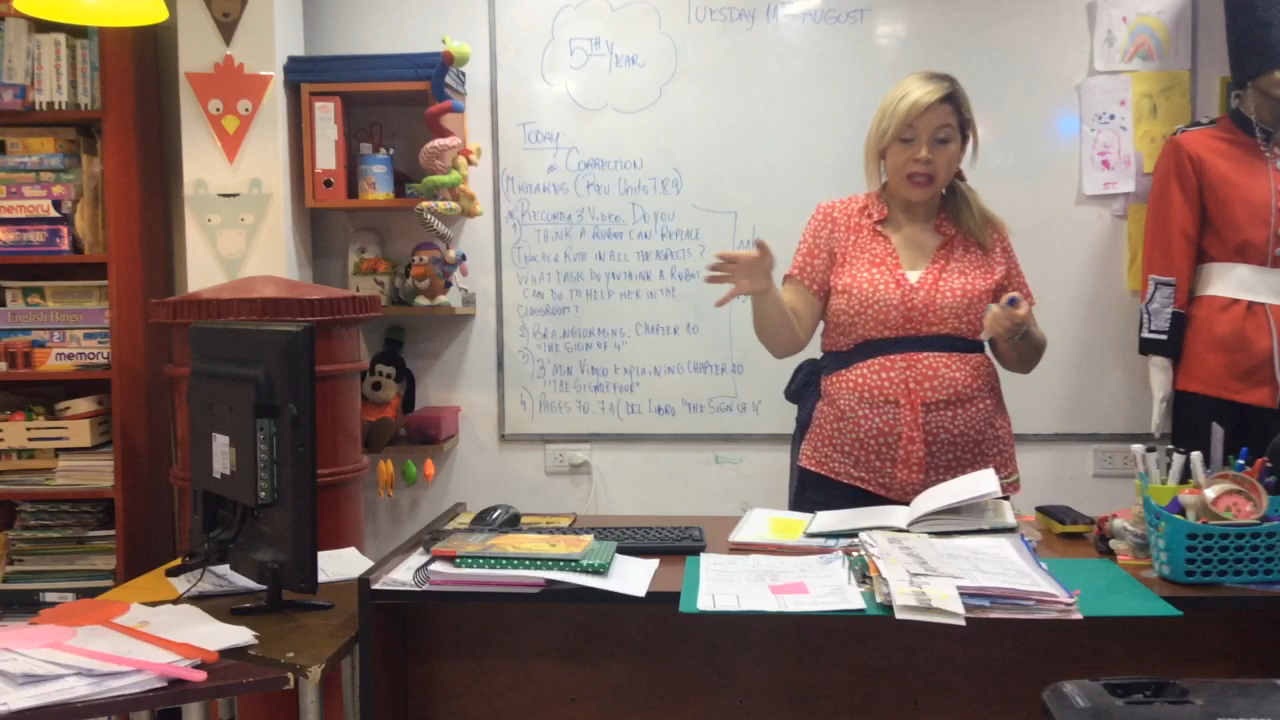 TUESDAY 11TH AUGUST
5TH YEAR
TODAY:
* CORRECTION
MISTAKES (REV. UNITS 7.8.9)
* RECORDA 3' VIDEO. DO YOU
1) THINK A ROBOT CAN REPLACE
TEACHER RUTH IN ALL THE ASPECTS?
WHAT TASK DO YOU THINK A ROBOT
CAN DO TO HELP HER IN THE
CLASSROOM?
2) BRAINSTORMING. CHAPTER 10
"THE SIGN OF 4"
3) 3' MIN VIDEO EXPLAINING CHAPTER 10
"THE SIGN OF FOUR"
4) PAGES 70.71 (DEL LIBRO "THE SIGN OF 4"
memory
English Bingo
memory